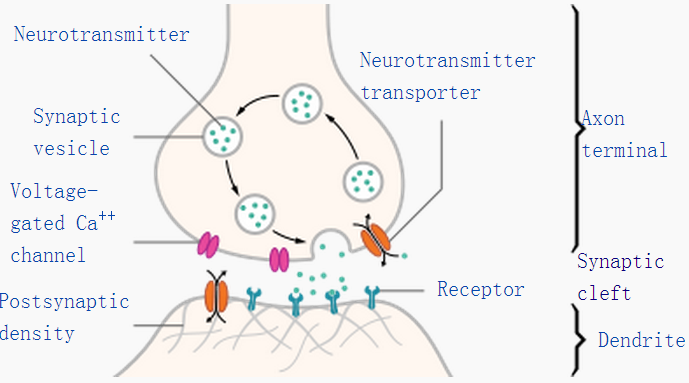 Neurotransmitter
Neurotransmitter
transporter
Synaptic
vesicle
Axon
terminal
Voltage-
gated Ca⁺⁺
channel
Synaptic
cleft
Receptor
Postsynaptic
density
Dendrite